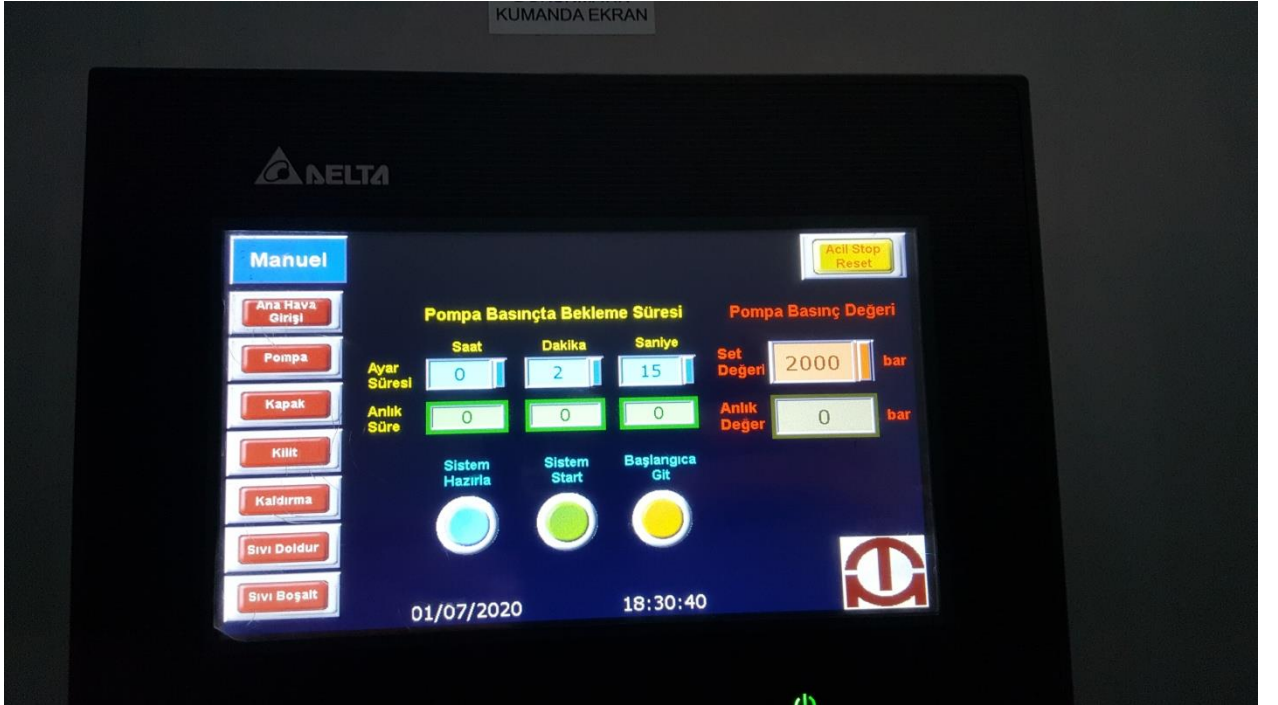 KUMANDA EKRAN
DELTA
Manuel
Acil Stop
Reset
Ana Hava
Girişi
Pompa
Kapak
Kilit
Kaldırma
Sıvı Doldur
Sıvı Boşalt
Pompa Basınçta Bekleme Süresi
Saat Dakika Saniye
Ayar
Süresi
0 2 15
Anlık
Süre
0 0 0
Sistem
Hazırla
Sistem
Start
Başlangıca
Git
Pompa Basınç Değeri
Set
Değeri
2000 bar
Anlık
Değer
0 bar
01/07/2020 18:30:40